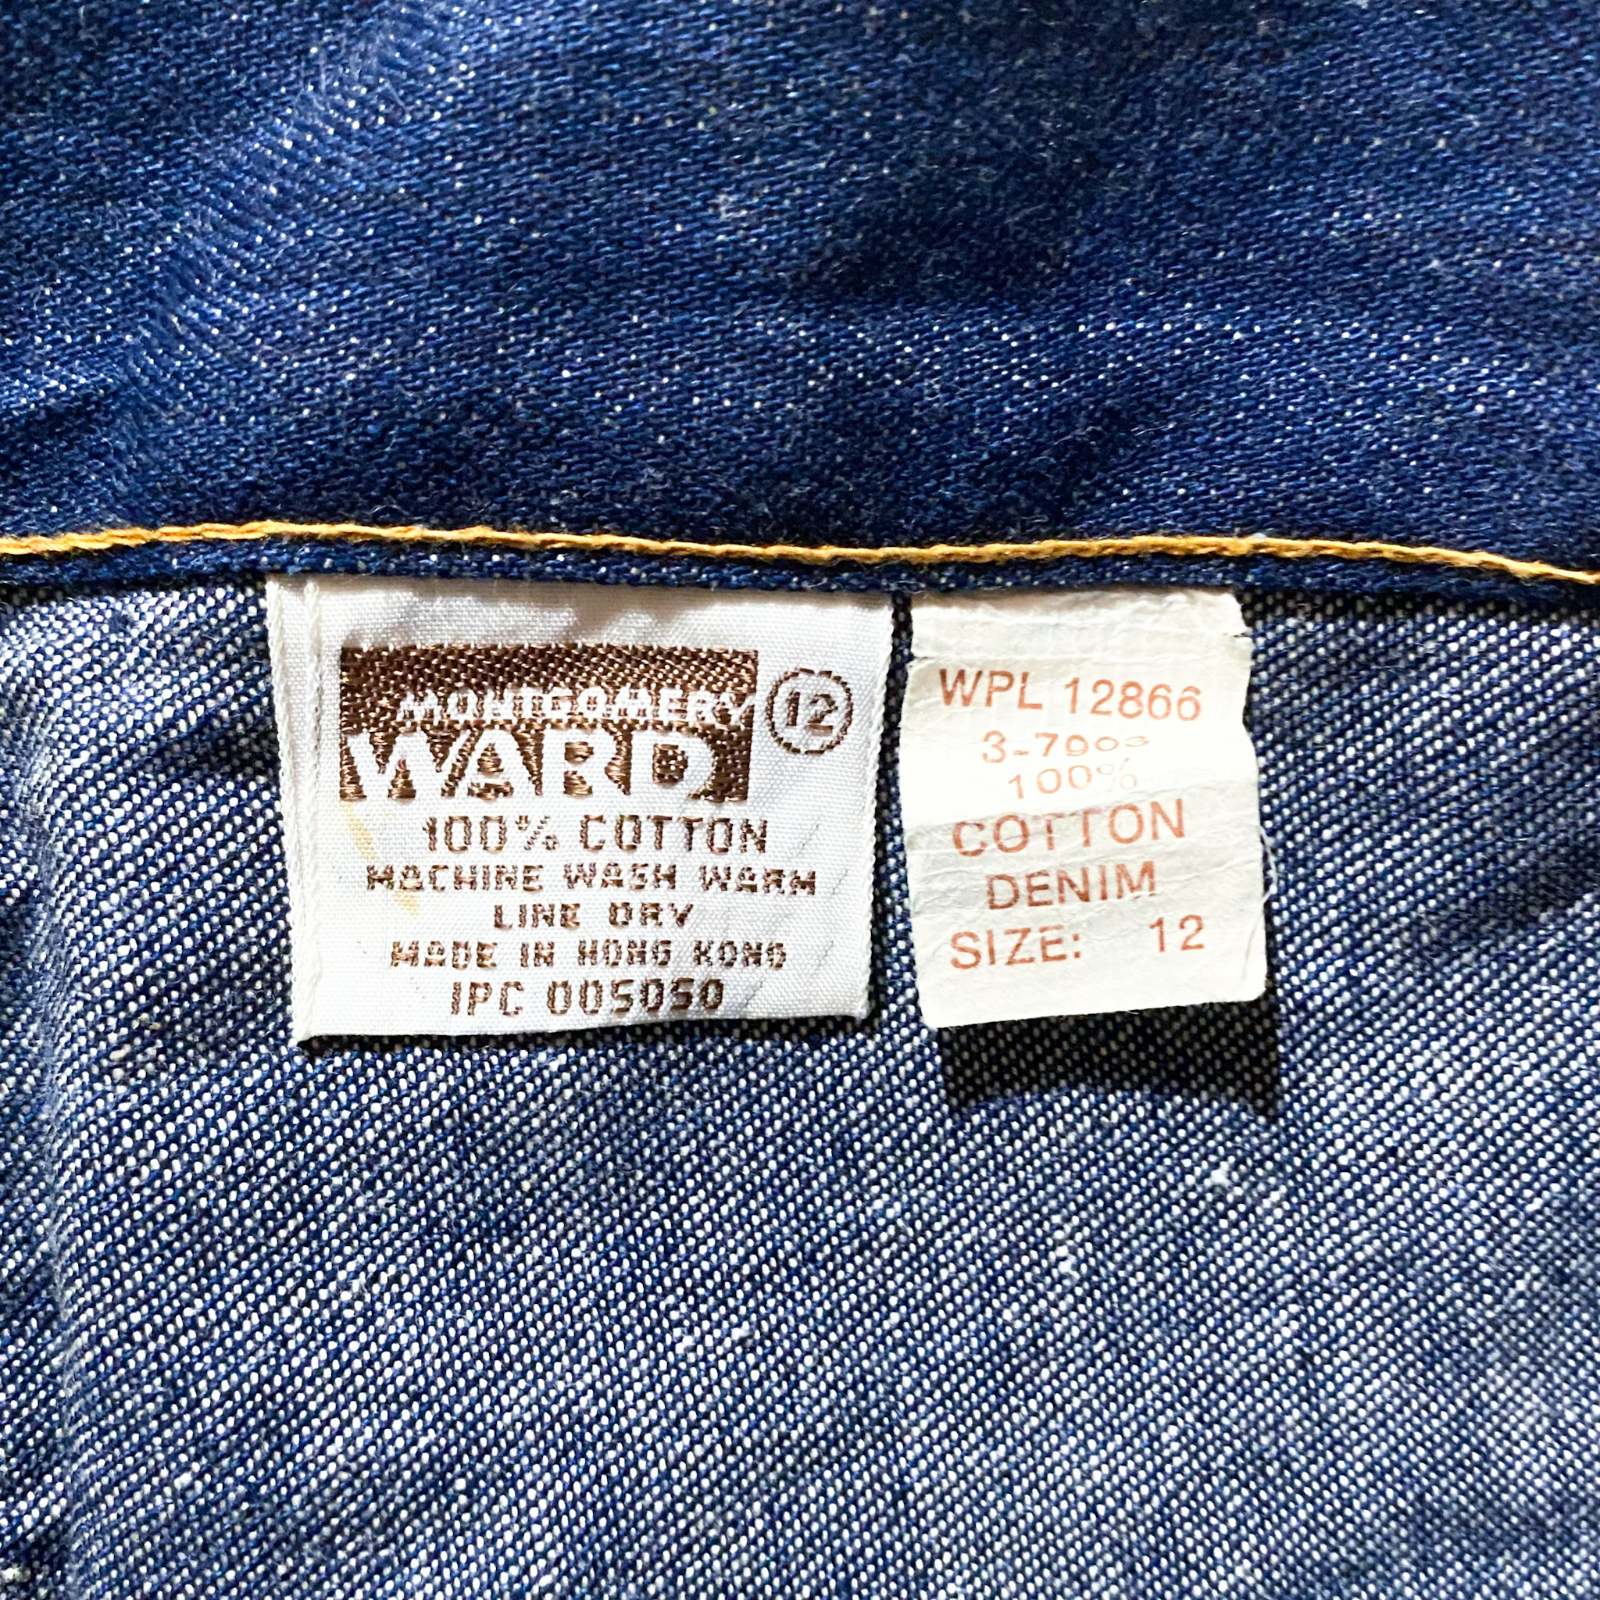 MONTGOMERY
WARD
12
100% COTTON
MACHINE WASH WARM
LINE DRY
MADE IN HONG KONG
IPC 005050
WPL 12866
100%
COTTON
DENIM
SIZE: 12